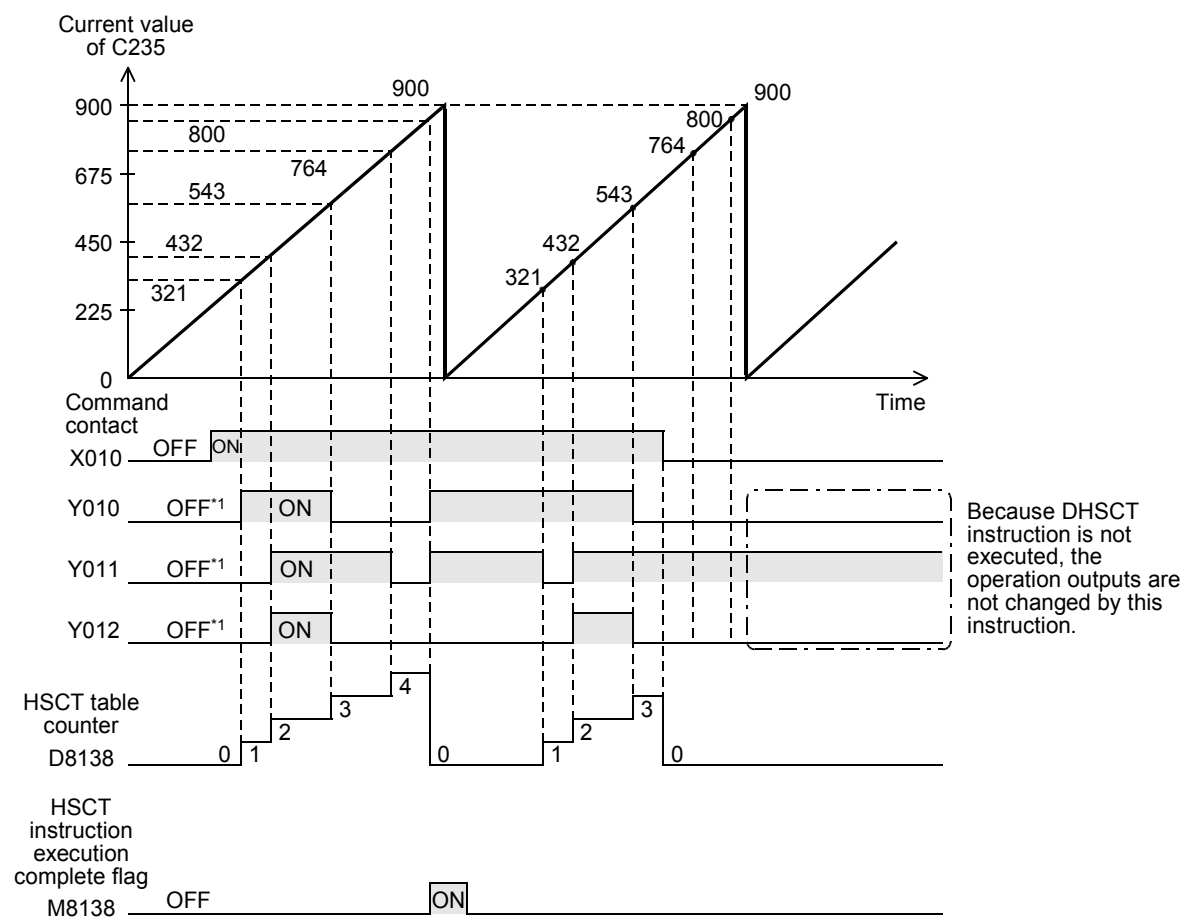 Current value
of C235
900
900
900
800
800
764
764
675
543
543
450
432
432
321
321
225
0
Command
contact
Time
X010
OFF
ON
Y010
OFF*1
ON
Y011
OFF*1
ON
Y012
OFF*1
ON
Because DHSCT
instruction is not
executed, the
operation outputs are
not changed by this
instruction.
HSCT table
counter
D8138
0
1
2
3
4
0
1
2
3
0
HSCT
instruction
execution
complete flag
M8138
OFF
ON